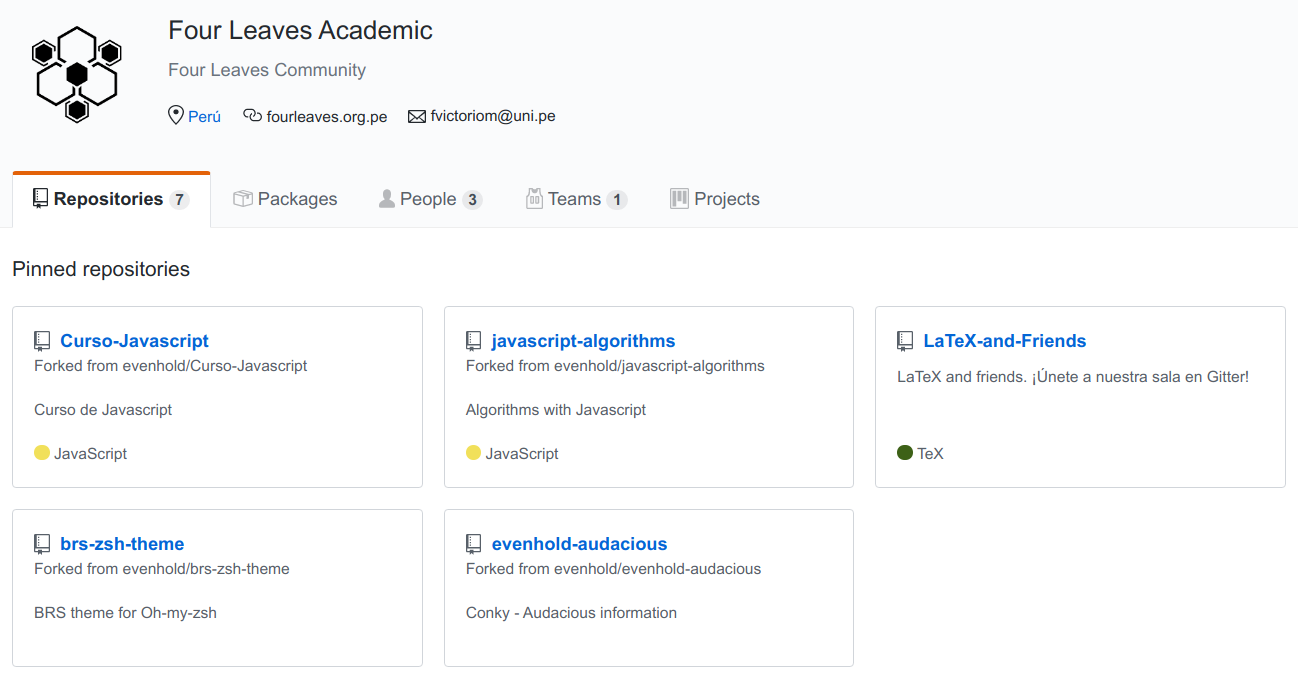 Four Leaves Academic
Four Leaves Community
Perú fourleaves.org.pe fvictoriom@uni.pe
Repositories 7 Packages People 3 Teams 1 Projects
Pinned repositories
Curso-Javascript
Forked from evenhold/Curso-Javascript
Curso de Javascript
JavaScript
javascript-algorithms
Forked from evenhold/javascript-algorithms
Algorithms with Javascript
JavaScript
LaTeX-and-Friends
LaTeX and friends. ¡Únete a nuestra sala en Gitter!
TeX
brs-zsh-theme
Forked from evenhold/brs-zsh-theme
BRS theme for Oh-my-zsh
evenhold-audacious
Forked from evenhold/evenhold-audacious
Conky - Audacious information